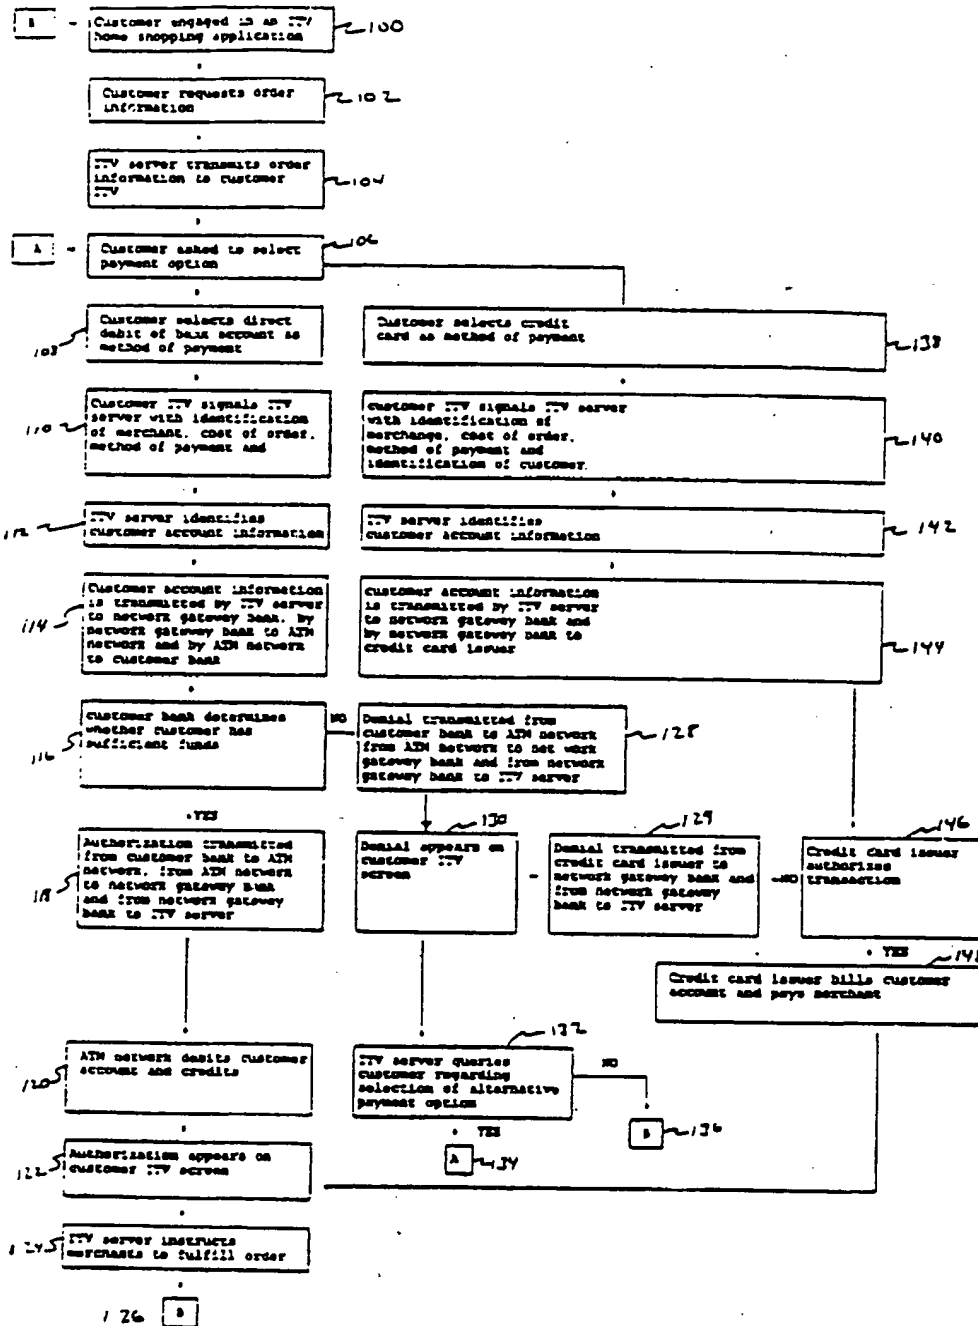 B
Customer engaged in an ITV
home shopping application
100
Customer requests order
information
102
ITV server transmits order
information to customer
ITV
104
A
Customer asked to select
payment option
106
Customer selects direct
debit of bank account as
method of payment
108
Customer selects credit
card as method of payment
138
Customer ITV signals ITV
server with identification
of merchant, cost of order,
method of payment and
110
Customer ITV signals ITV server
with identification of
merchange, cost of order,
method of payment and
identification of customer.
140
ITV server identifies
customer account information
112
ITV server identifies
customer account information
142
Customer account information
is transmitted by ITV server
to network gateway bank, by
network gateway bank to ATM
network and by ATM network
to customer bank
114
Customer account information
is transmitted by ITV server
to network gateway bank and
by network gateway bank to
credit card issuer
144
Customer bank determines
whether customer has
sufficient funds
116
NO
Denial transmitted from
customer bank to ATM network
from ATM network to net work
gateway bank and from network
gateway bank to ITV server
128
YES
Authorization transmitted
from customer bank to ATM
network, from ATM network
to network gateway bank
and from network gateway
bank to ITV server
118
130
Denial appears on
customer ITV
screen
129
Denial transmitted from
credit card issuer to
network gateway bank and
from network gateway
bank to ITV server
NO
146
Credit Card issuer
authorizes
transaction
YES
148
Credit card issuer bills customer
account and pays merchant
ATM network debits customer
account and credits
120
132
ITV server queries
customer regarding
selection of alternative
payment option
NO
B
136
YES
A
134
Authorization appears on
customer ITV screen
122
ITV server instructs
merchants to fulfill order
124
126
B